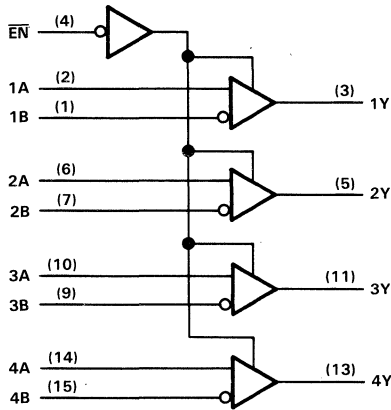 E̅N̅ (4)
1A (2)
(3) 1Y
1B (1)
2A (6)
(5) 2Y
2B (7)
3A (10)
(11) 3Y
3B (9)
4A (14)
(13) 4Y
4B (15)